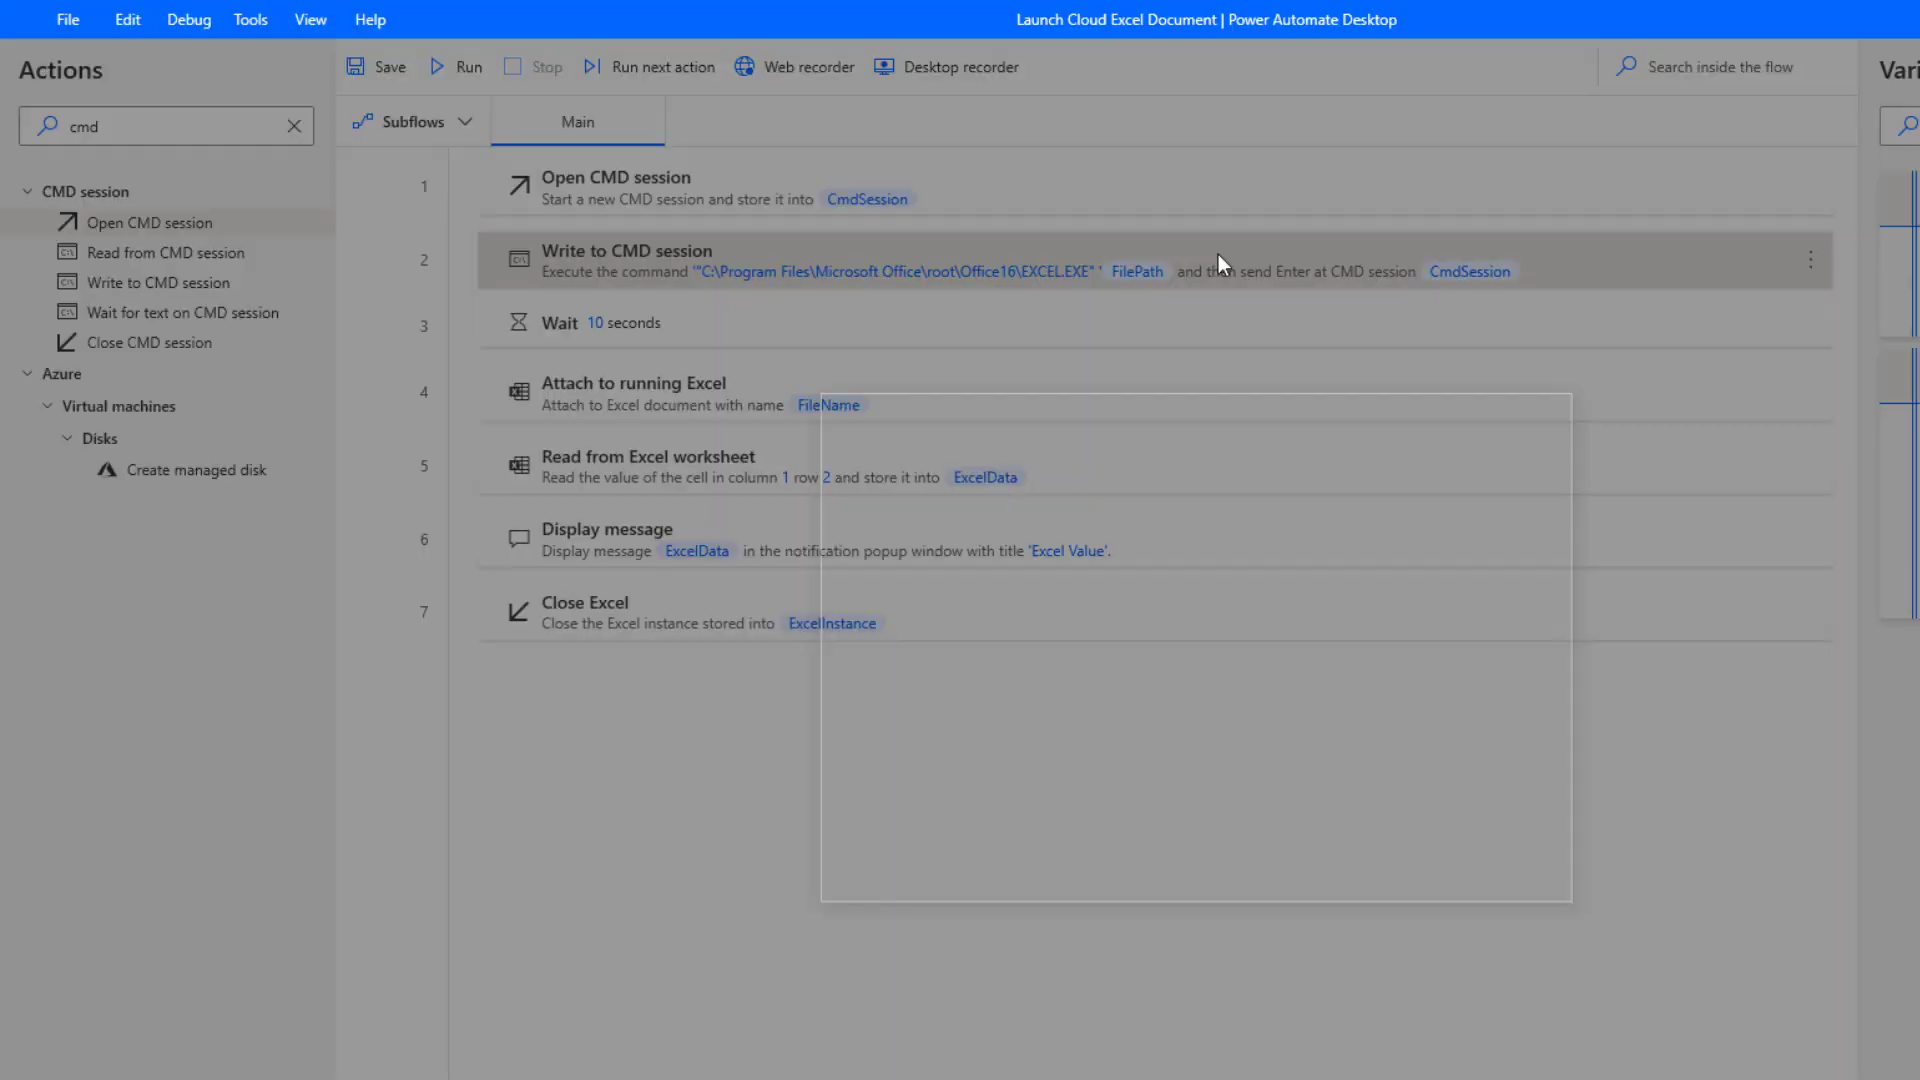 File Edit Debug Tools View Help
Launch Cloud Excel Document | Power Automate Desktop
Actions
cmd
CMD session
Open CMD session
Read from CMD session
Write to CMD session
Wait for text on CMD session
Close CMD session
Azure
Virtual machines
Disks
Create managed disk
Save Run Stop Run next action Web recorder Desktop recorder
Search inside the flow
Subflows Main
1 Open CMD session
Start a new CMD session and store it into CmdSession
2 Write to CMD session
Execute the command '"C:\Program Files\Microsoft Office\root\Office16\EXCEL.EXE" ' FilePath and then send Enter at CMD session CmdSession
3 Wait 10 seconds
4 Attach to running Excel
Attach to Excel document with name FileName
5 Read from Excel worksheet
Read the value of the cell in column 1 row 2 and store it into ExcelData
6 Display message
Display message ExcelData in the notification popup window with title 'Excel Value'.
7 Close Excel
Close the Excel instance stored into ExcelInstance
Vari